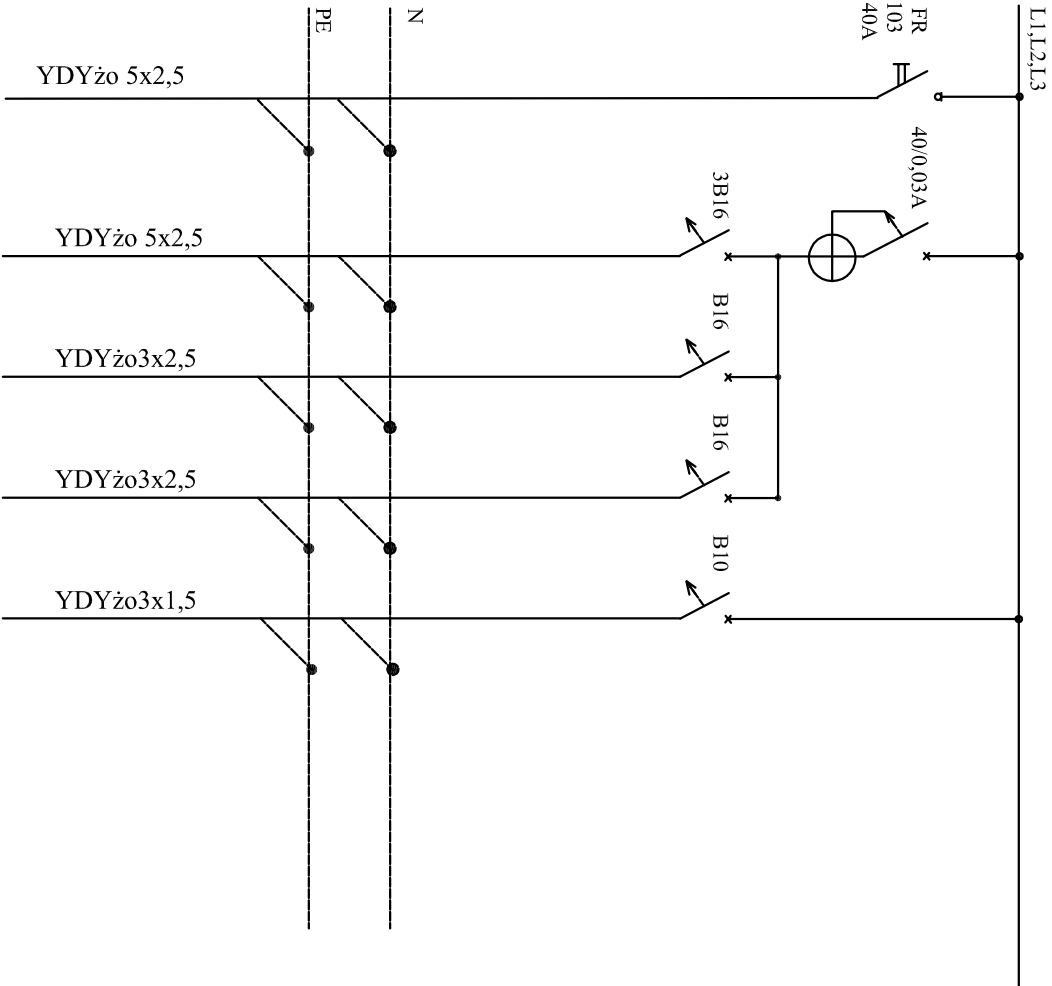 PE
N
FR
103
40A
L1,L2,L3
YDYżo 5x2,5
40/0,03A
3B16
YDYżo 5x2,5
B16
YDYżo3x2,5
B16
YDYżo3x2,5
B10
YDYżo3x1,5